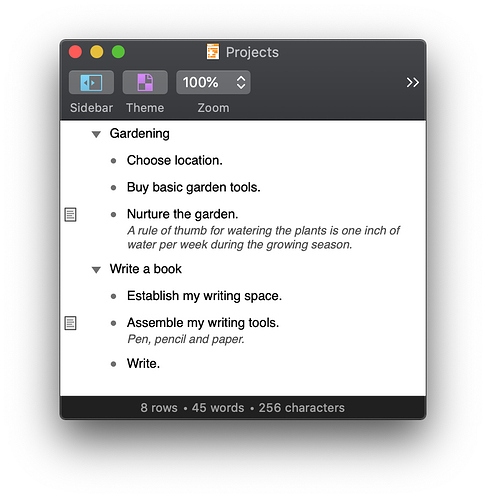 Projects
100%
Sidebar Theme Zoom
Gardening
Choose location.
Buy basic garden tools.
Nurture the garden.
A rule of thumb for watering the plants is one inch of
water per week during the growing season.
Write a book
Establish my writing space.
Assemble my writing tools.
Pen, pencil and paper.
Write.
8 rows • 45 words • 256 characters